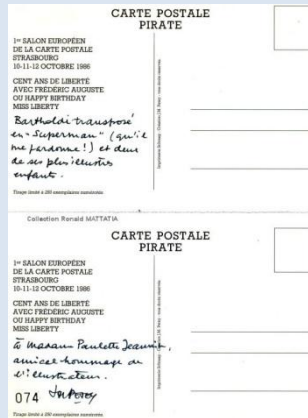 CARTE POSTALE
PIRATE
1er SALON EUROPÉEN
DE LA CARTE POSTALE
STRASBOURG
10-11-12 OCTOBRE 1986
CENT ANS DE LIBERTÉ
AVEC FRÉDÉRIC AUGUSTE
OU HAPPY BIRTHDAY
MISS LIBERTY
Bartholdi transposé
en "Superman" (qu'il
me pardonne!) et deux
de ses plus illustres
enfants.
Tirage limité à 250 exemplaires numérotés
Collection Ronald MATTATIA
CARTE POSTALE
PIRATE
1er SALON EUROPÉEN
DE LA CARTE POSTALE
STRASBOURG
10-11-12 OCTOBRE 1986
CENT ANS DE LIBERTÉ
AVEC FRÉDÉRIC AUGUSTE
OU HAPPY BIRTHDAY
MISS LIBERTY
à Madame Paulette Jeannin,
amical hommage de
l'illustrateur.
074
Tirage limité à 250 exemplaires numérotés